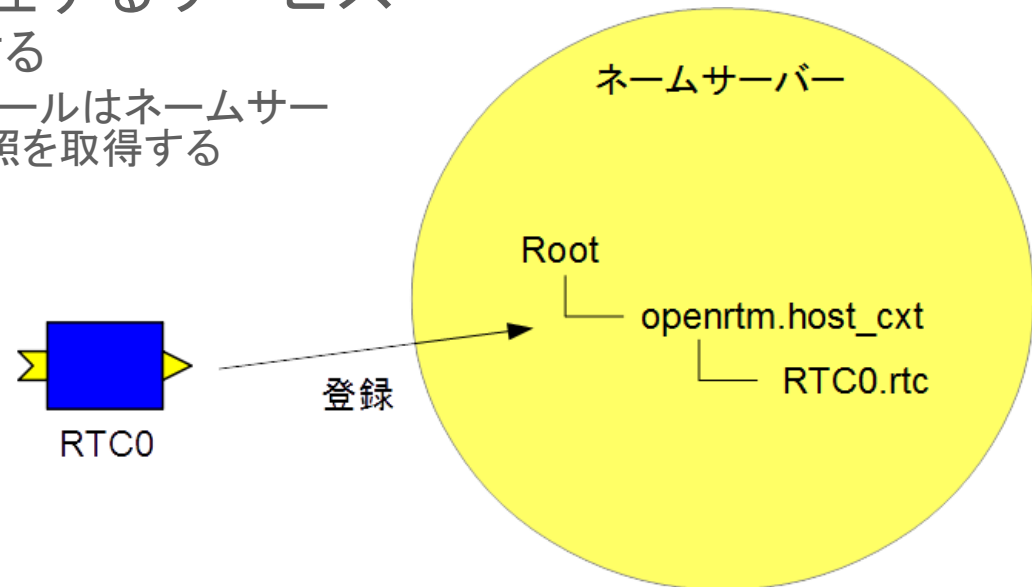 するサービス
する
ールはネームサー
照を取得する
ネームサーバー
Root
openrtm.host_cxt
RTC0.rtc
登録
RTC0